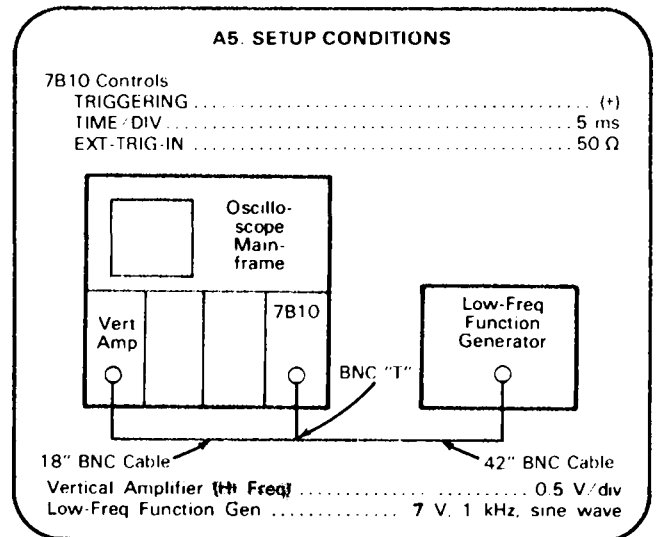 A5. SETUP CONDITIONS
7B10 Controls
TRIGGERING ........................................ (+)
TIME/DIV ........................................ 5 ms
EXT-TRIG-IN ........................................ 50 Ω
Oscillo-
scope
Main-
frame
Vert
Amp
7B10
Low-Freq
Function
Generator
BNC "T"
18" BNC Cable
42" BNC Cable
Vertical Amplifier (Hi Freq) .................... 0.5 V/div
Low-Freq Function Gen ............. 7 V, 1 kHz, sine wave